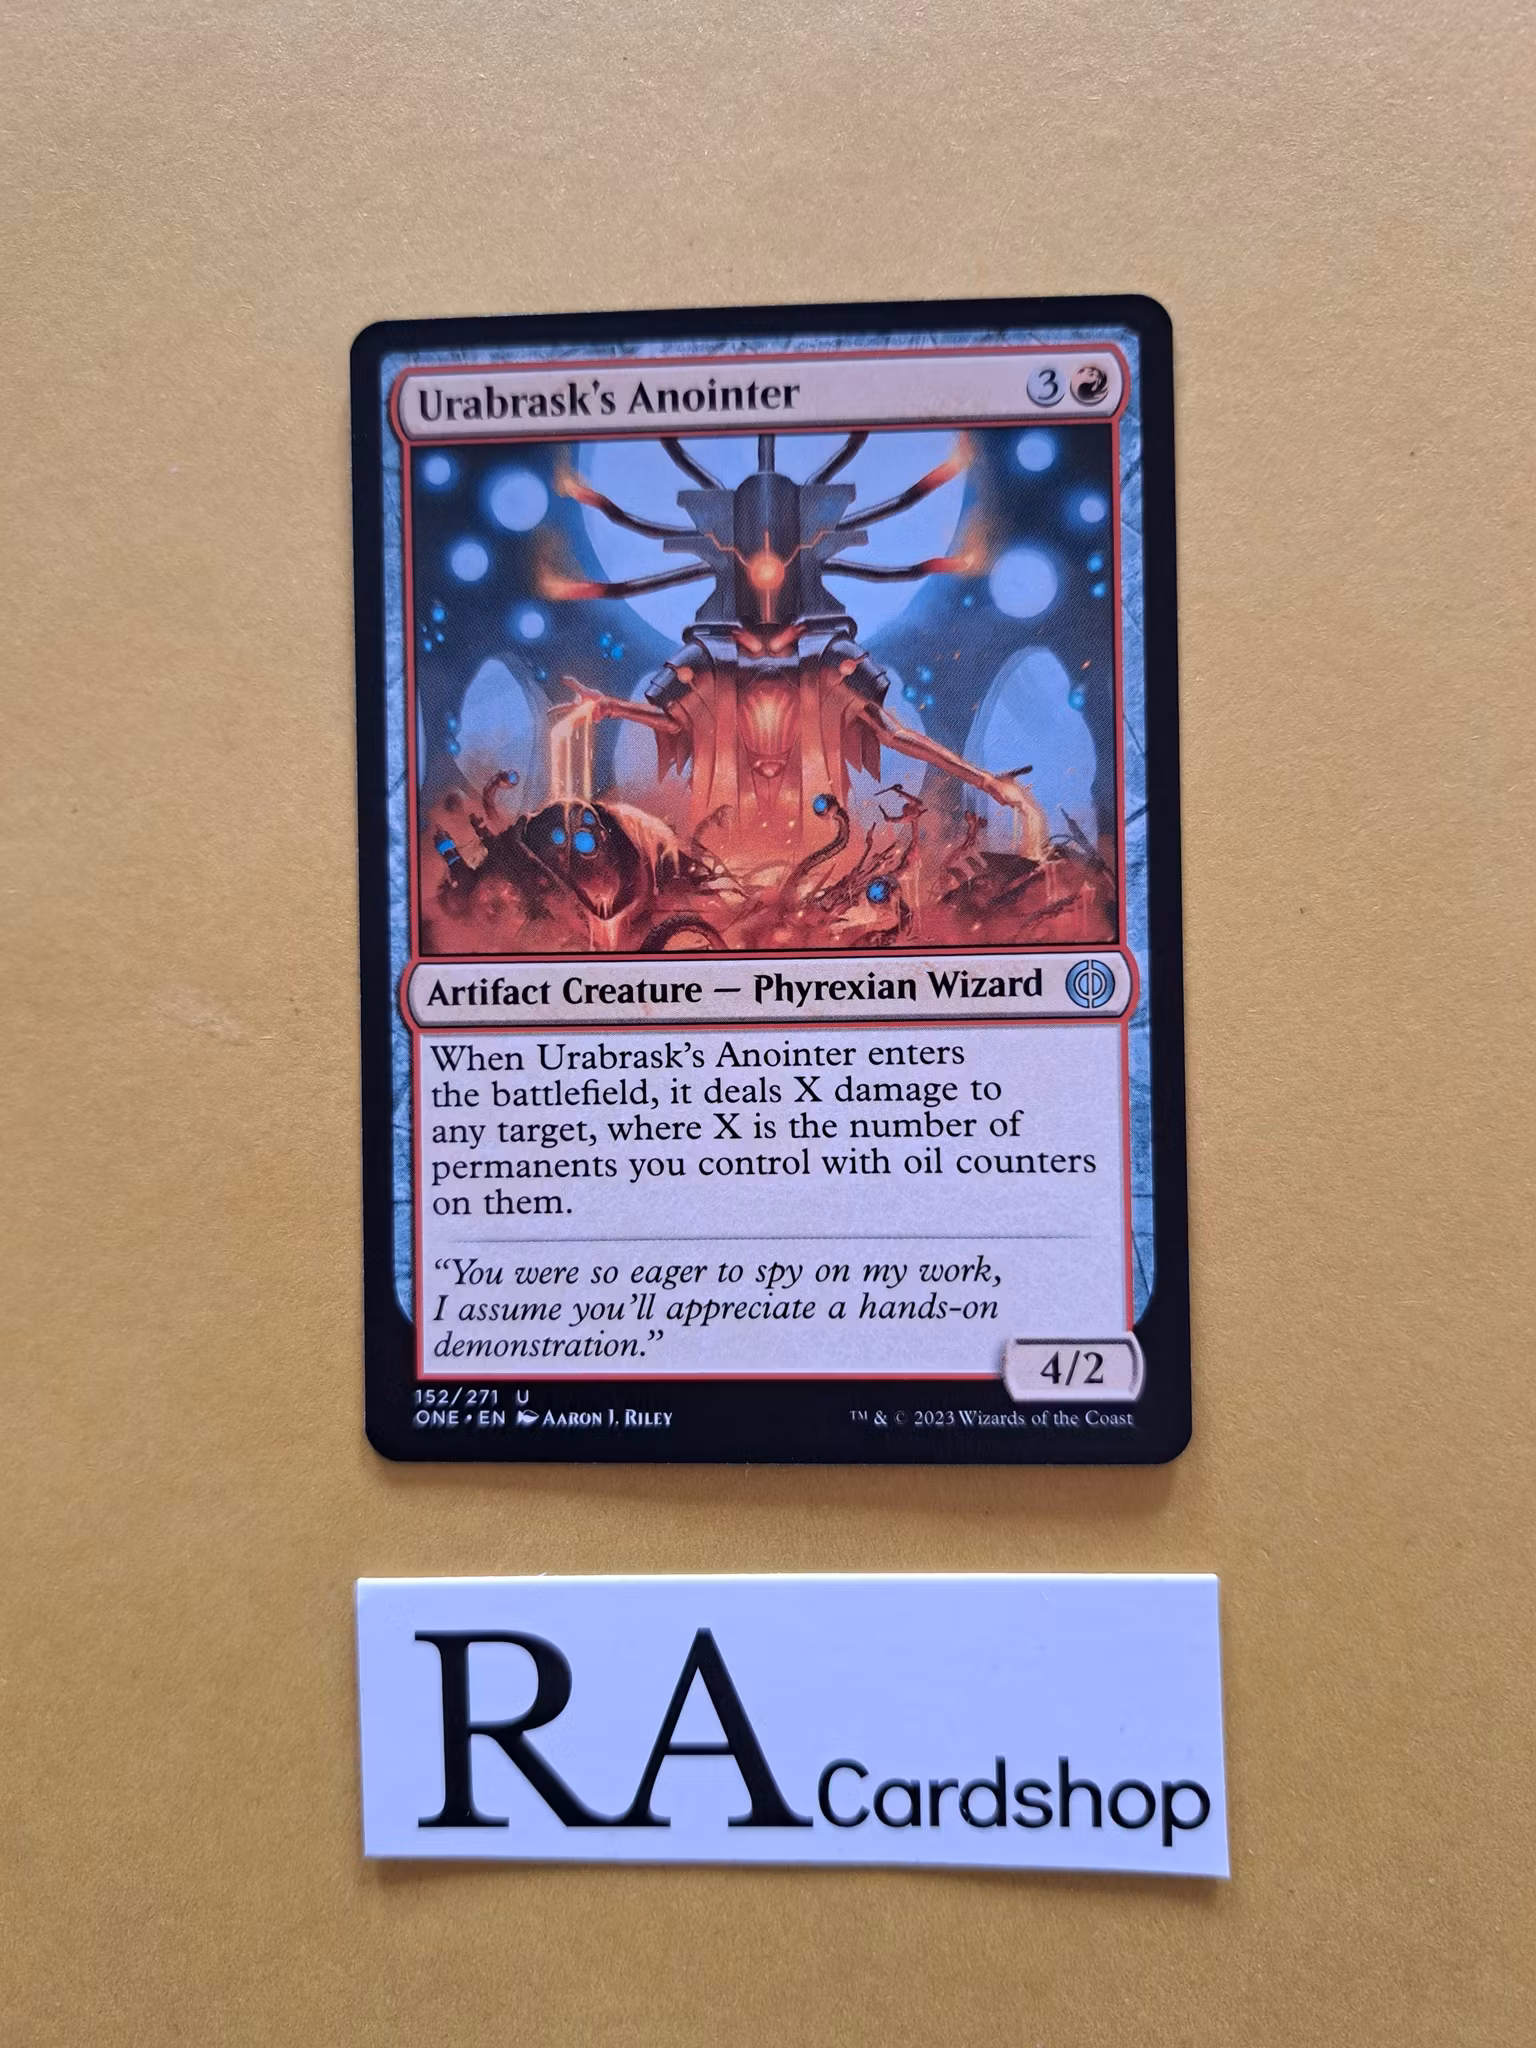 Urabrask's Anointer 3
Artifact Creature — Phyrexian Wizard
When Urabrask's Anointer enters
the battlefield, it deals X damage to
any target, where X is the number of
permanents you control with oil counters
on them.
“You were so eager to spy on my work,
I assume you'll appreciate a hands-on
demonstration.”
4/2
152/271 U
ONE • EN AARON J. RILEY
™ & © 2023 Wizards of the Coast
RA Cardshop